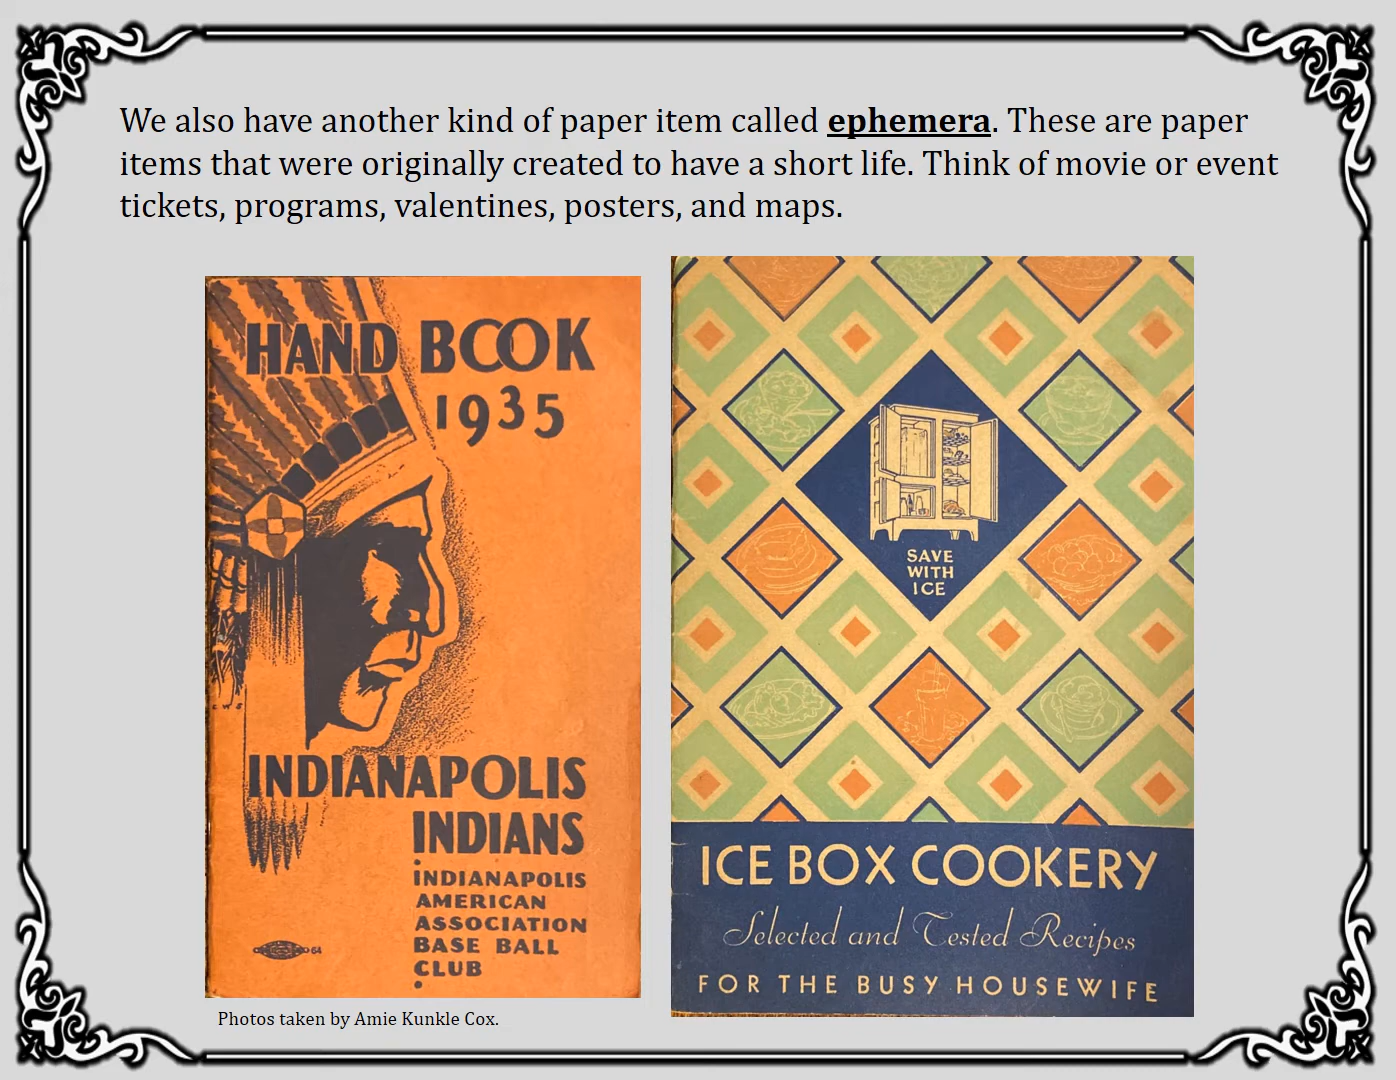 We also have another kind of paper item called ephemera. These are paper
items that were originally created to have a short life. Think of movie or event
tickets, programs, valentines, posters, and maps.
HAND BOOK
1935
C W S
INDIANAPOLIS
INDIANS
INDIANAPOLIS
AMERICAN
ASSOCIATION
BASE BALL
CLUB
64
SAVE
WITH
ICE
ICE BOX COOKERY
Selected and Tested Recipes
FOR THE BUSY HOUSEWIFE
Photos taken by Amie Kunkle Cox.